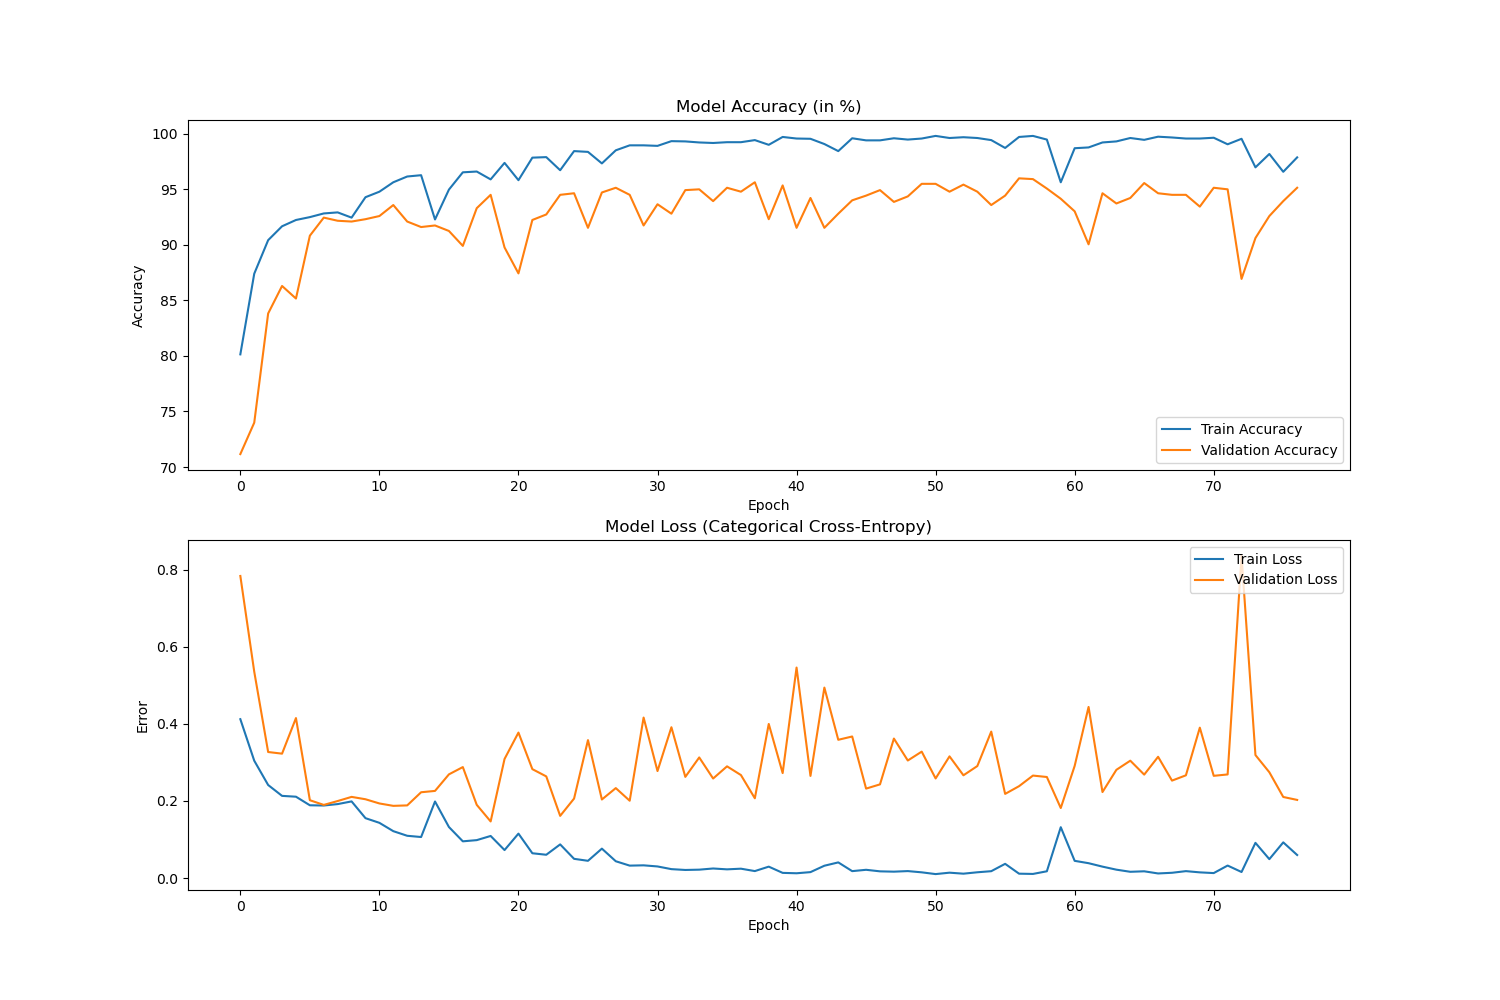 Model Accuracy (in %)
Accuracy
100
95
90
85
80
75
70
Train Accuracy
Validation Accuracy
0 10 20 30 40 50 60 70
Epoch
Model Loss (Categorical Cross-Entropy)
Error
0.8
0.6
0.4
0.2
0.0
Train Loss
Validation Loss
0 10 20 30 40 50 60 70
Epoch